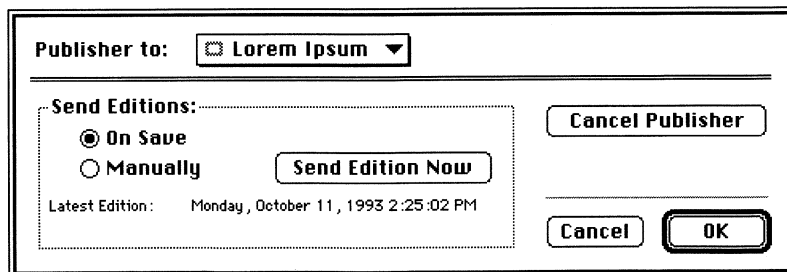 Publisher to: Lorem Ipsum
Send Editions:
On Save
Manually
Send Edition Now
Latest Edition: Monday, October 11, 1993 2:25:02 PM
Cancel Publisher
Cancel
OK